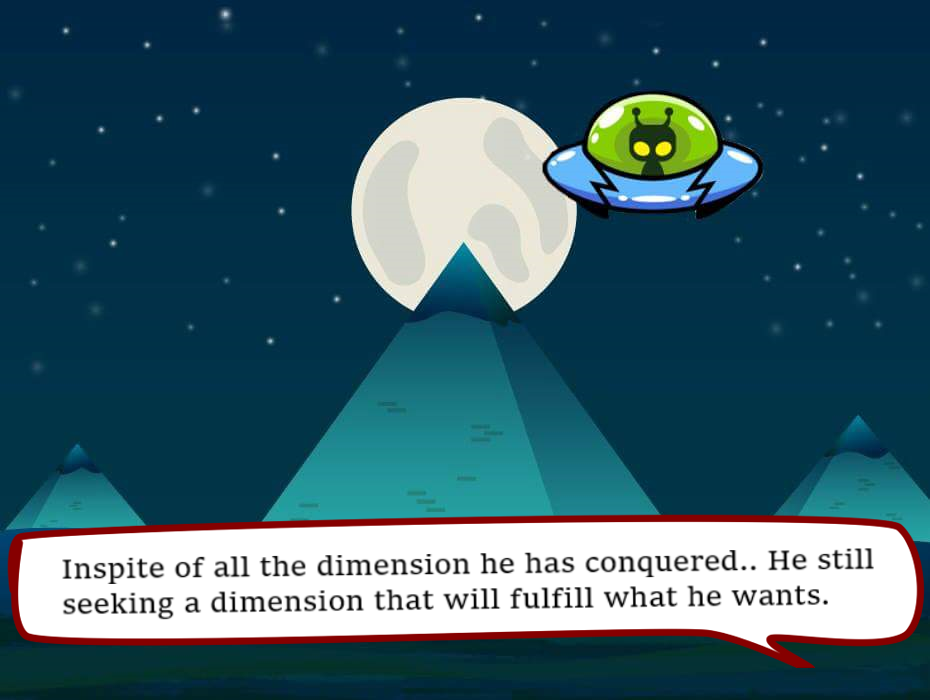 Inspite of all the dimension he has conquered.. He still
seeking a dimension that will fulfill what he wants.